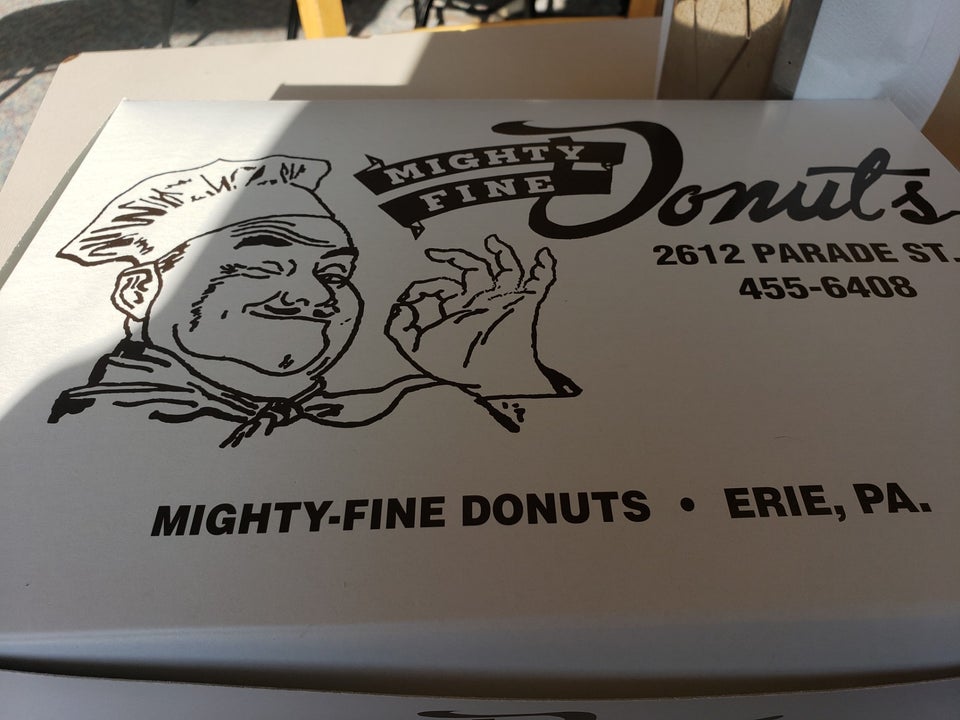 MIGHTY
FINE
Donuts
2612 PARADE ST.
455-6408
MIGHTY-FINE DONUTS • ERIE, PA.